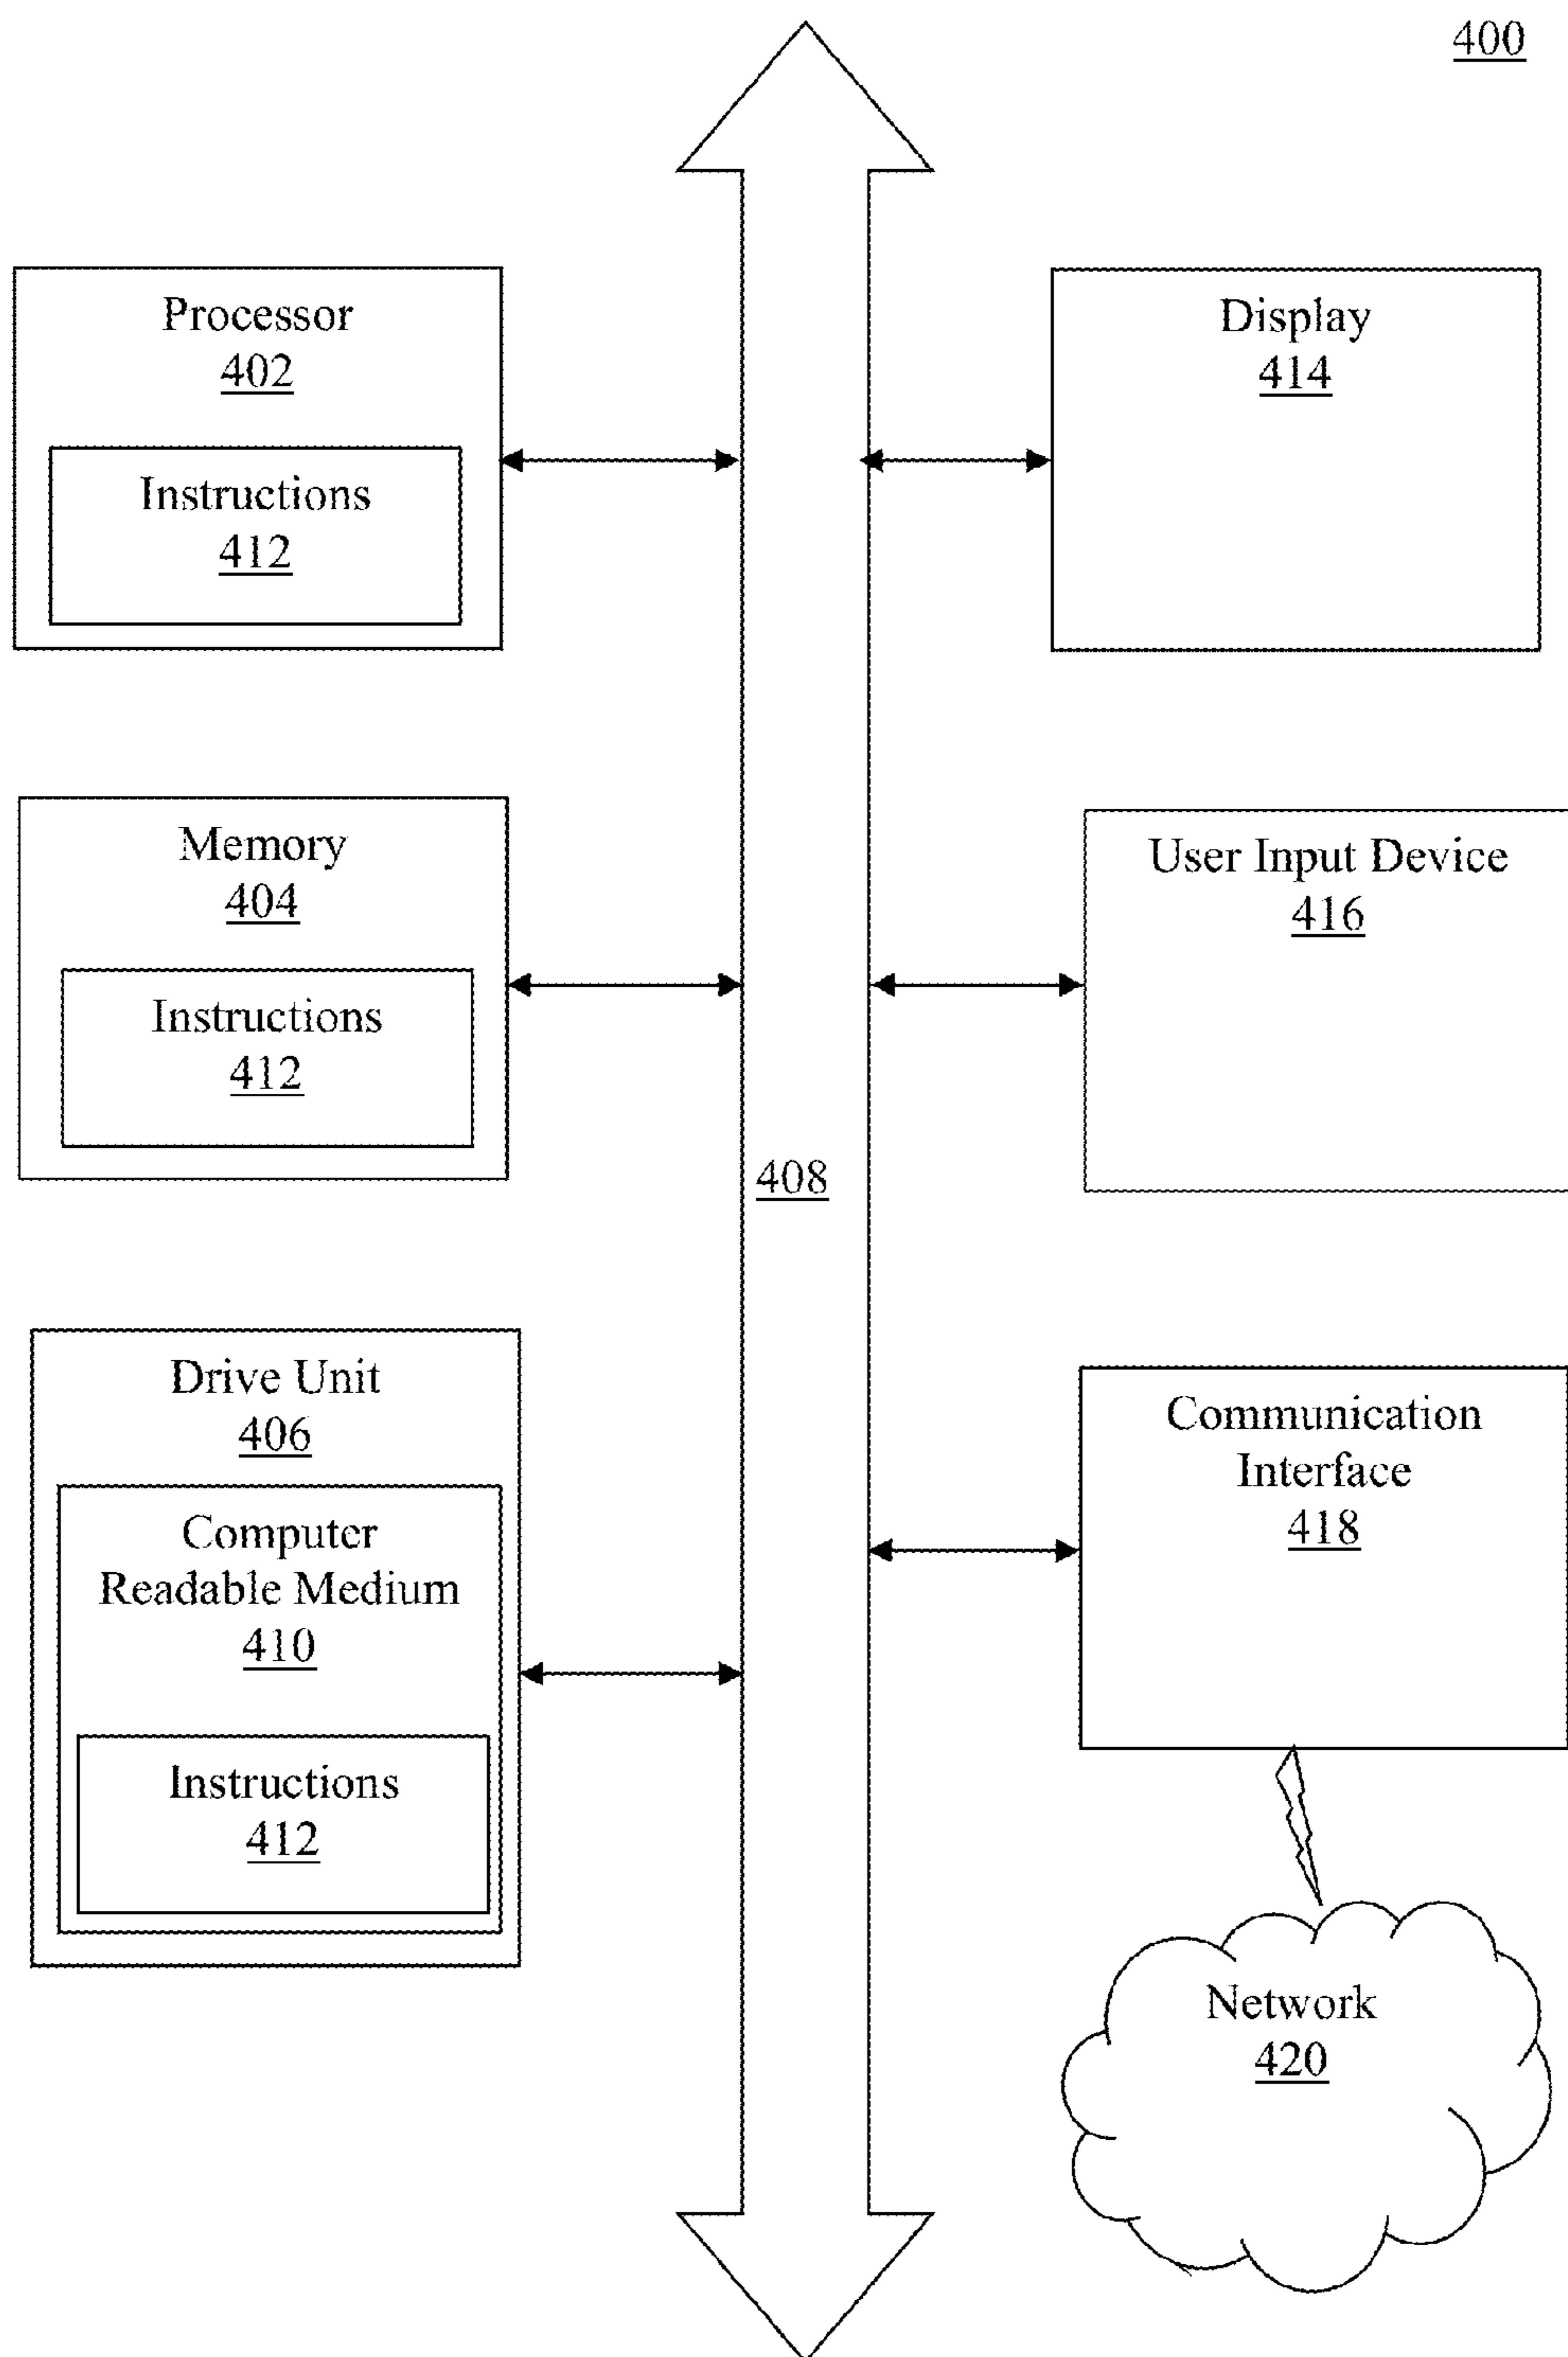 400
Processor
402
Instructions
412
Display
414
Memory
404
Instructions
412
User Input Device
416
408
Drive Unit
406
Computer
Readable Medium
410
Instructions
412
Communication
Interface
418
Network
420